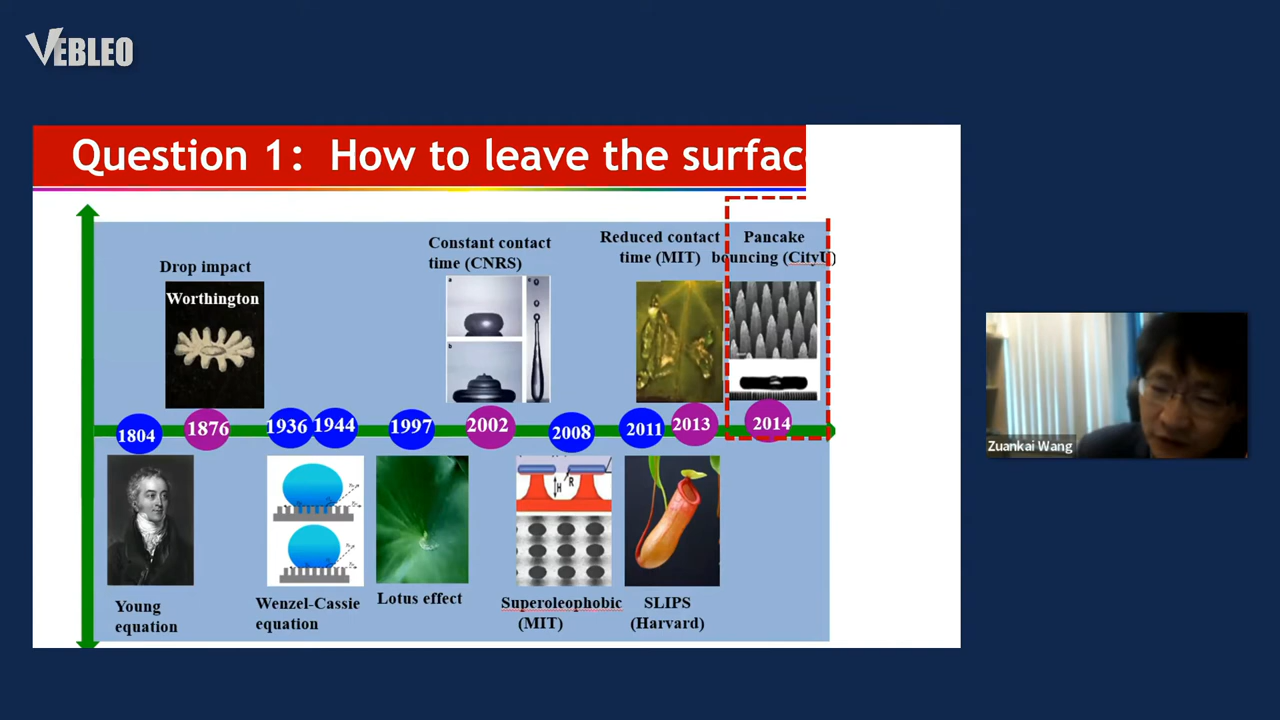 VEBLEO
Question 1: How to leave the surfac
Drop impact
Worthington
Constant contact
time (CNRS)
a
b
c
Reduced contact
time (MIT)
Pancake
bouncing (CityU)
1804
1876
1936
1944
1997
2002
2008
2011
2013
2014
H
R
Young
equation
Wenzel-Cassie
equation
Lotus effect
Superoleophobic
(MIT)
SLIPS
(Harvard)
Zuankai Wang